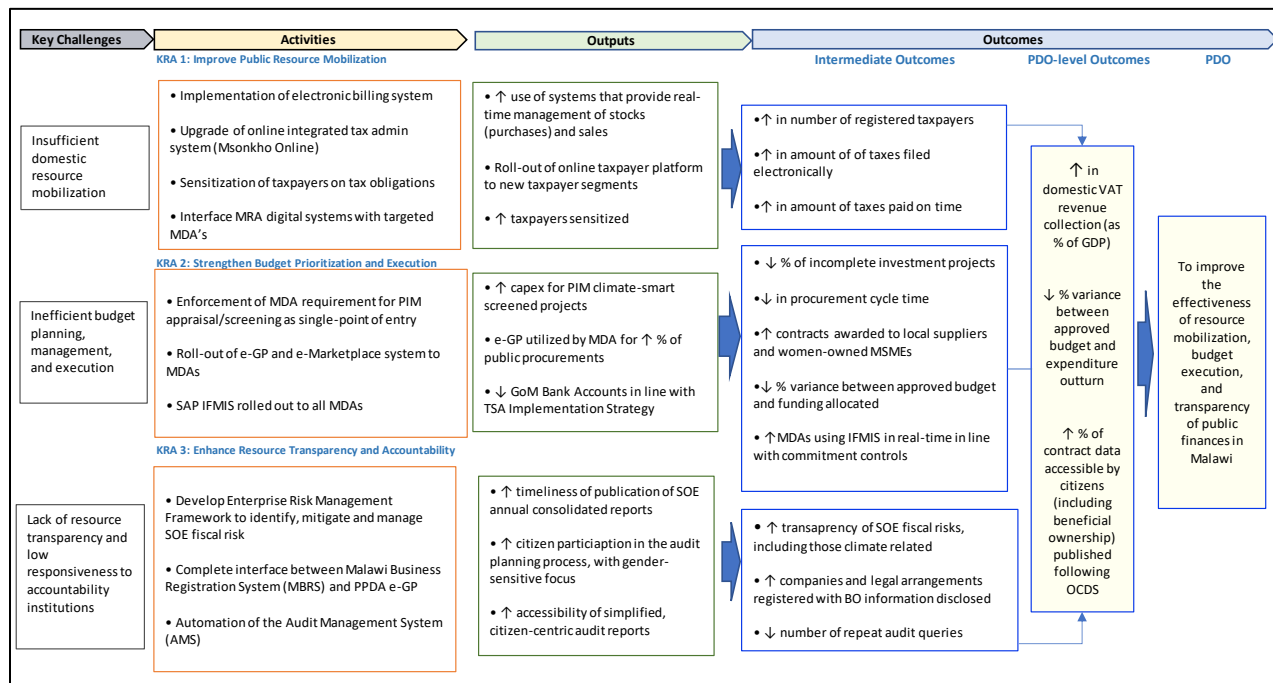 Key Challenges
Activities
Outputs
Outcomes
KRA 1: Improve Public Resource Mobilization
Intermediate Outcomes
PDO-level Outcomes
PDO
Insufficient
domestic
resource
mobilization
• Implementation of electronic billing system
• Upgrade of online integrated tax admin
system (Msonkho Online)
• Sensitization of taxpayers on tax obligations
• Interface MRA digital systems with targeted
MDA's
• ↑ use of systems that provide real-
time management of stocks
(purchases) and sales
• Roll-out of online taxpayer platform
to new taxpayer segments
• ↑ taxpayers sensitized
•↑ in number of registered taxpayers
•↑ in amount of of taxes filed
electronically
•↑ in amount of taxes paid on time
KRA 2: Strengthen Budget Prioritization and Execution
Inefficient budget
planning,
management,
and execution
• Enforcement of MDA requirement for PIM
appraisal/screening as single-point of entry
• Roll-out of e-GP and e-Marketplace system to
MDAs
• SAP IFMIS rolled out to all MDAs
• ↑ capex for PIM climate-smart
screened projects
• e-GP utilized by MDA for ↑ % of
public procurements
• ↓ GoM Bank Accounts in line with
TSA Implementation Strategy
• ↓ % of incomplete investment projects
•↓ in procurement cycle time
•↑ contracts awarded to local suppliers
and women-owned MSMEs
•↓ % variance between approved budget
and funding allocated
•↑MDAs using IFMIS in real-time in line
with commitment controls
KRA 3: Enhance Resource Transparency and Accountability
Lack of resource
transparency and
low
responsiveness to
accountability
institutions
• Develop Enterprise Risk Management
Framework to identify, mitigate and manage
SOE fiscal risk
• Complete interface between Malawi Business
Registration System (MBRS) and PPDA e-GP
• Automation of the Audit Management System
(AMS)
• ↑ timeliness of publication of SOE
annual consolidated reports
• ↑ citizen particiaption in the audit
planning process, with gender-
sensitive focus
• ↑ accessibility of simplified,
citizen-centric audit reports
• ↑ transaprency of SOE fiscal risks,
including those climate related
• ↑ companies and legal arrangements
registered with BO information disclosed
• ↓ number of repeat audit queries
↑ in
domestic VAT
revenue
collection (as
% of GDP)
↓ % variance
between
approved
budget and
expenditure
outturn
↑ % of
contract data
accessible by
citizens
(including
beneficial
ownership)
published
following
OCDS
To improve
the
effectiveness
of resource
mobilization,
budget
execution,
and
transparency
of public
finances in
Malawi